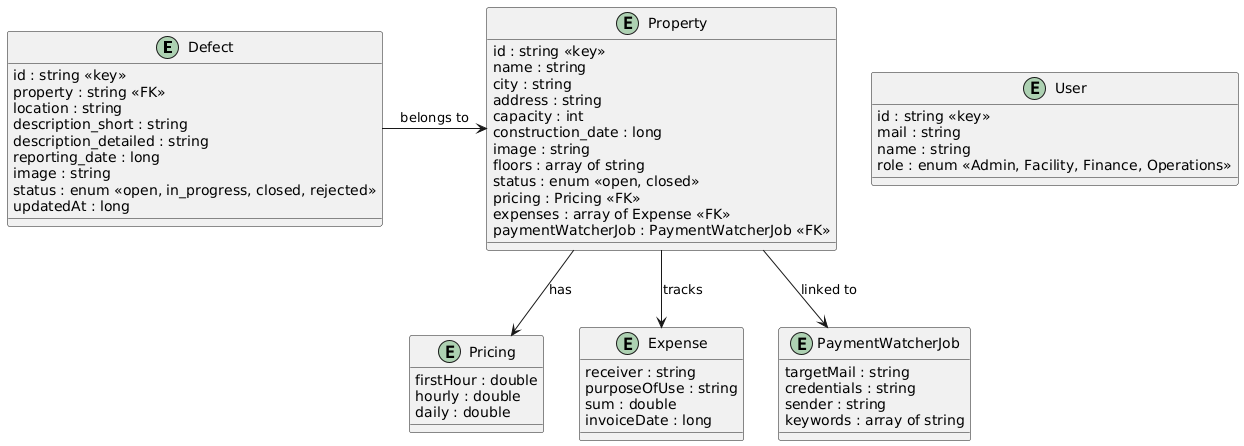 E Defect
id : string «key»
property : string «FK»
location : string
description_short : string
description_detailed : string
reporting_date : long
image : string
status : enum «open, in_progress, closed, rejected»
updatedAt : long
belongs to
E Property
id : string «key»
name : string
city : string
address : string
capacity : int
construction_date : long
image : string
floors : array of string
status : enum «open, closed»
pricing : Pricing «FK»
expenses : array of Expense «FK»
paymentWatcherJob : PaymentWatcherJob «FK»
E User
id : string «key»
mail : string
name : string
role : enum «Admin, Facility, Finance, Operations»
has
tracks
linked to
E Pricing
firstHour : double
hourly : double
daily : double
E Expense
receiver : string
purposeOfUse : string
sum : double
invoiceDate : long
E PaymentWatcherJob
targetMail : string
credentials : string
sender : string
keywords : array of string